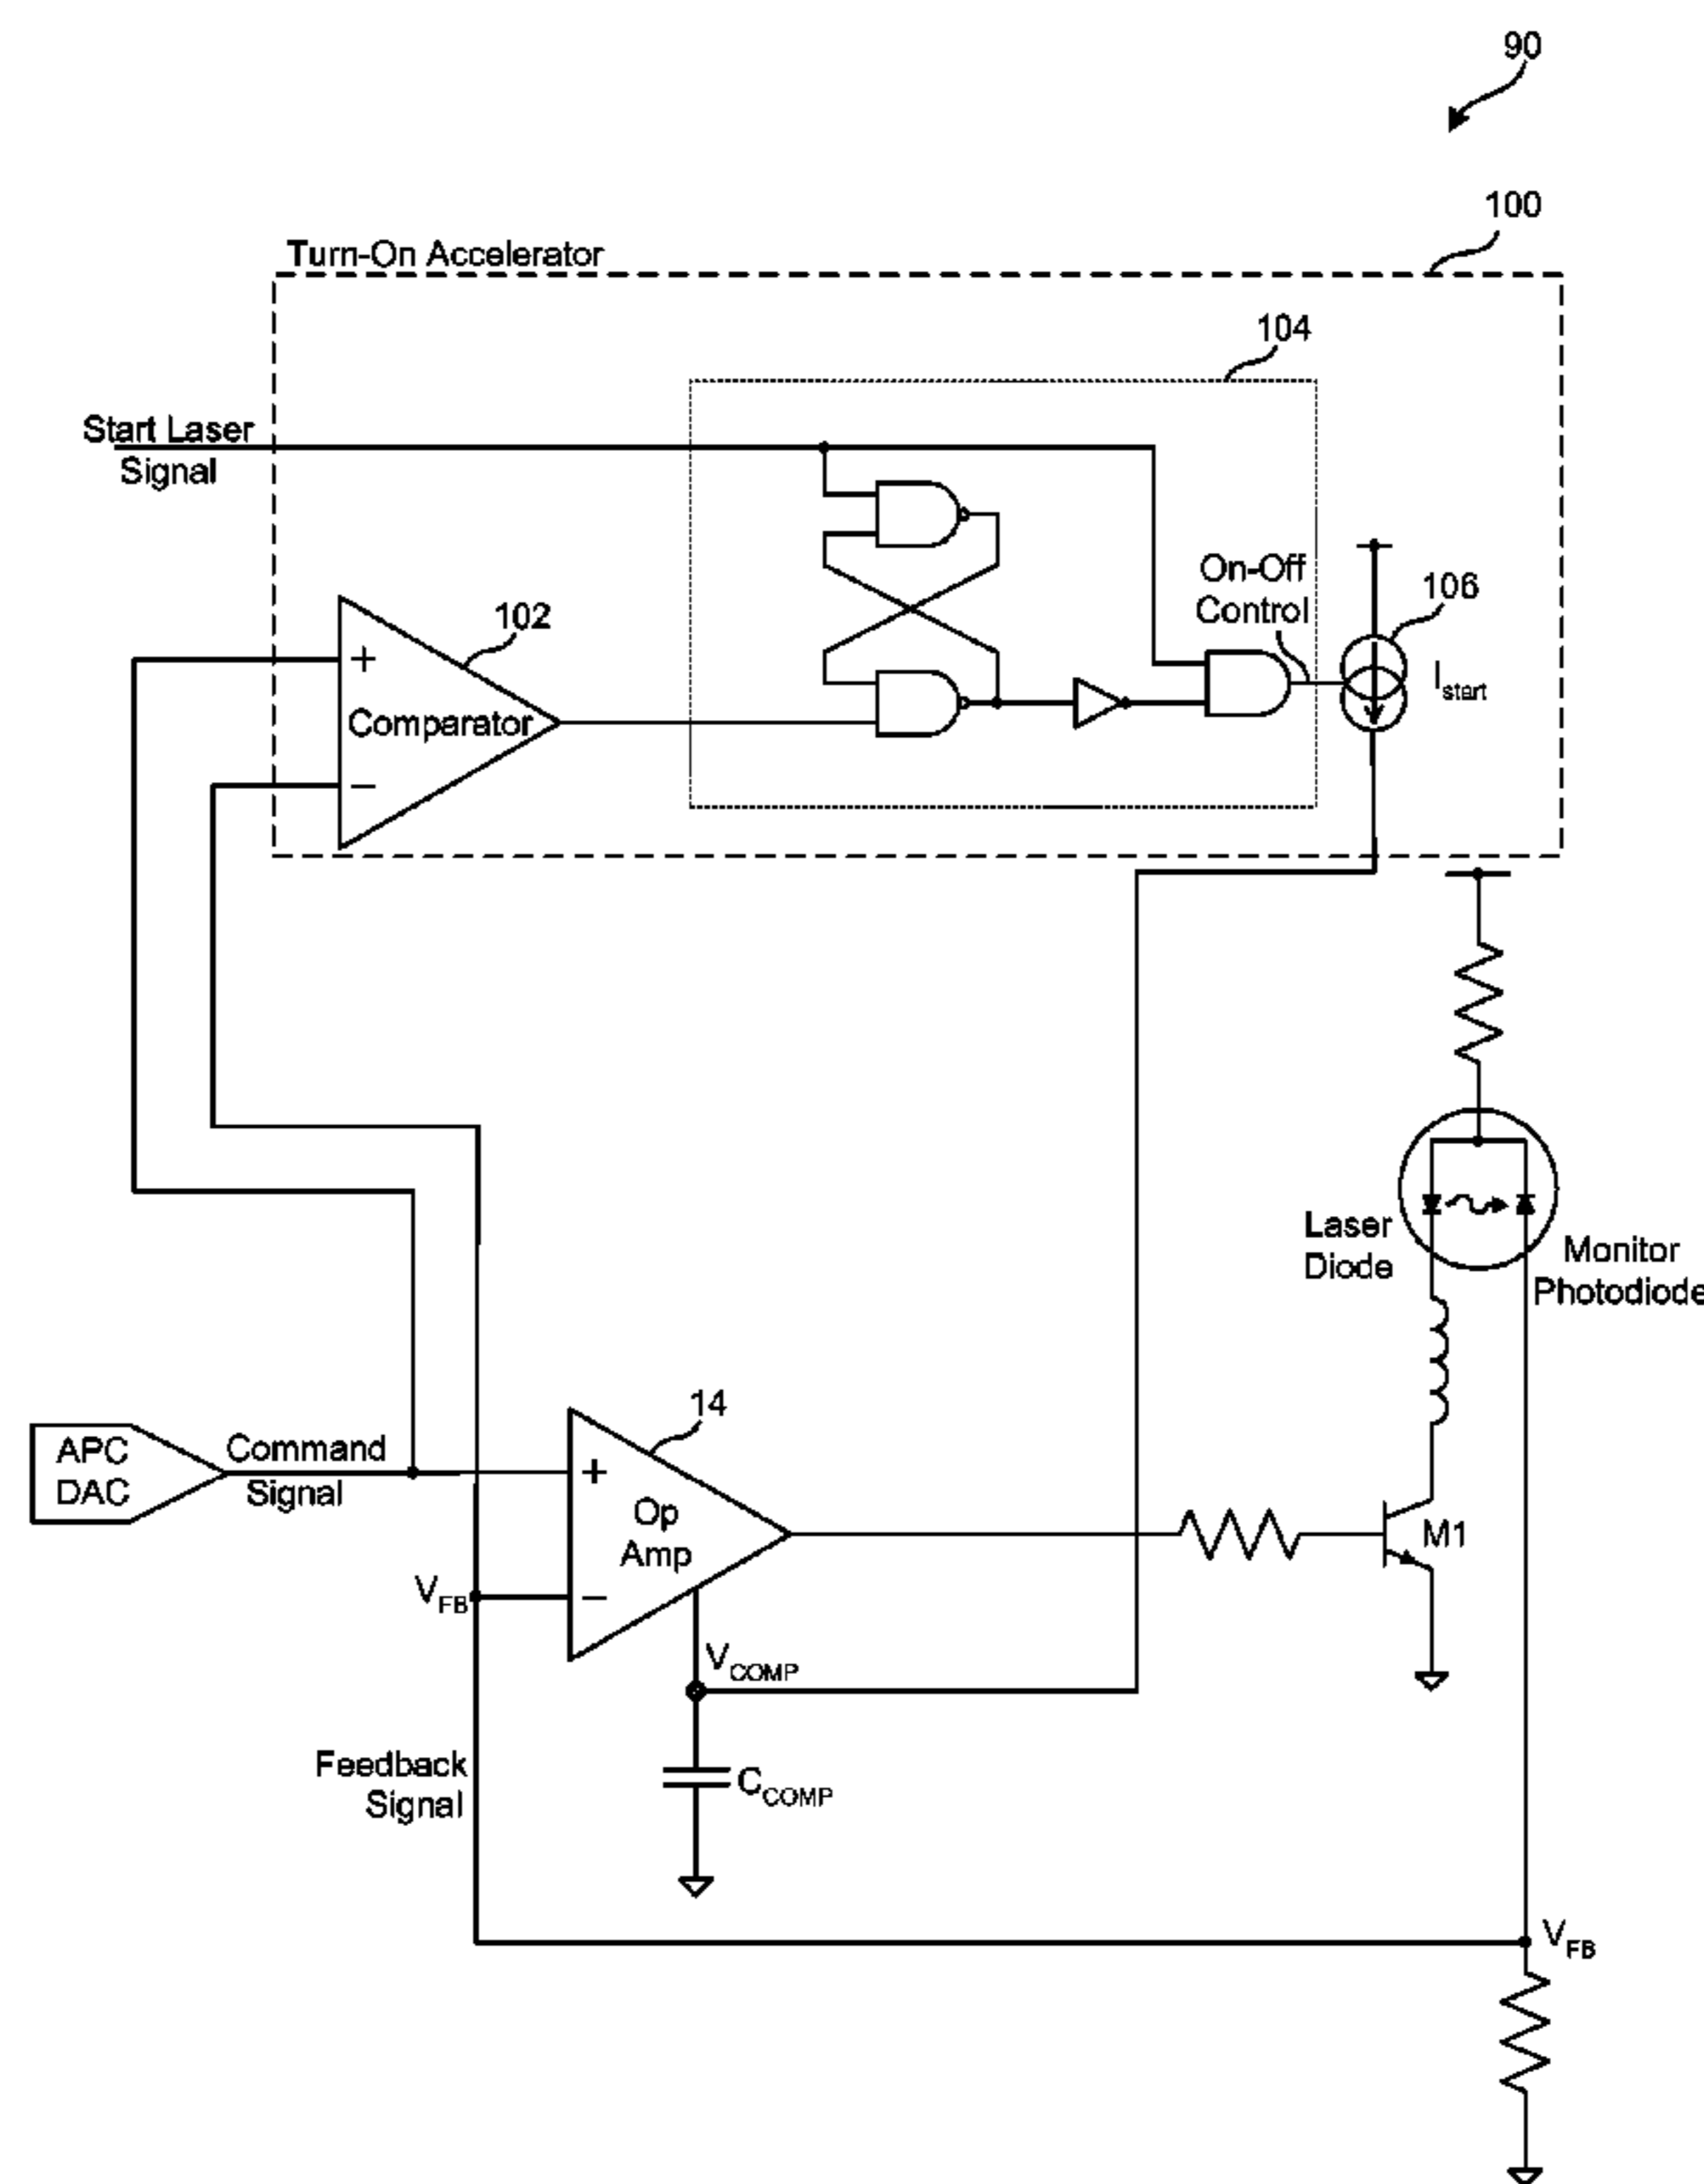 90
100
Turn-On Accelerator
104
Start Laser
Signal
On-Off
Control
106
I start
102
+
Comparator
−
Laser
Diode
Monitor
Photodiode
14
APC
DAC
Command
Signal
+
Op
Amp
−
M1
VFB
VCOMP
Feedback
Signal
CCOMP
VFB